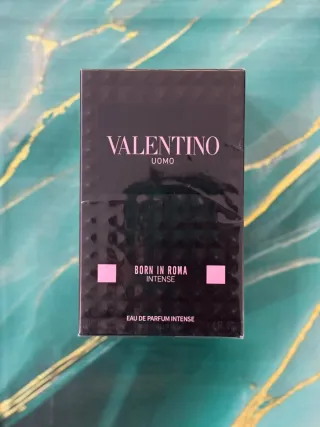 VALENTINO
UOMO
BORN IN ROMA
INTENSE
EAU DE PARFUM INTENSE